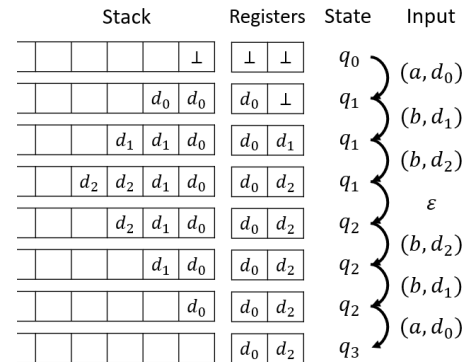 Stack Registers State Input
⊥ ⊥ ⊥ q₀
(a, d₀)
d₀ d₀ d₀ ⊥ q₁
(b, d₁)
d₁ d₁ d₀ d₀ d₁ q₁
(b, d₂)
d₂ d₂ d₁ d₀ d₀ d₂ q₁
ε
d₂ d₁ d₀ d₀ d₂ q₂
(b, d₂)
d₁ d₀ d₀ d₂ q₂
(b, d₁)
d₀ d₀ d₂ q₂
(a, d₀)
d₀ d₂ q₃